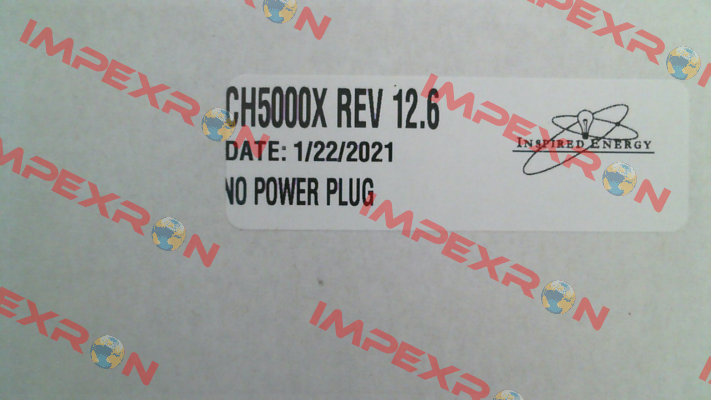 CH5000X REV 12.6
DATE: 1/22/2021
NO POWER PLUG
INSPIRED ENERGY
IMPEXRON
IMPEXRON
IMPEXRON
IMPEXRON
IMPEXRON
IMPEXRON
IMPEXRON